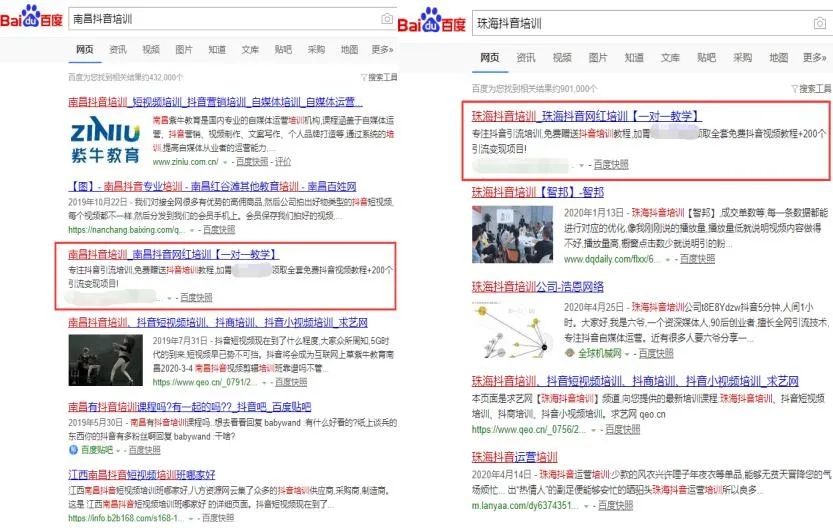 Bai du 百度
南昌抖音培训
网页 资讯 视频 图片 知道 文库 贴吧 采购 地图 更多»
百度为您找到相关结果约432,000个
搜索工具
南昌抖音培训_短视频培训_抖音营销培训_自媒体培训_自媒体运营...
ZINIU
紫牛教育
南昌紫牛教育是国内专业的自媒体运营培训机构,课程涵盖于自媒体运
营、抖音营销、视频制作、文案写作、个人品牌打造等,通过系统的培
训,提高自媒体从业者的运营能力,...
www.ziniu.com.cn/ - 百度快照 - 评价
【图】- 南昌抖音专业培训 - 南昌红谷滩其他教育培训 - 南昌百姓网
2019年10月22日 - 我们对接全网很多有优势的高佣商品,然后公司拍出好物类型的抖音短视频,
每个视频都不一样.然后分发到我们的会员手机上。会员保存我们拍好的视频,...
https://nanchang.baixing.com/q... - 百度快照
南昌抖音培训_南昌抖音网红培训【一对一教学】
专注抖音引流培训,免费赠送抖音培训教程,加需 领取全套免费抖音视频教程+200个
引流变现项目!
... - 百度快照
南昌抖音培训、抖音短视频培训、抖商培训、抖音小视频培训_求艺网
2019年7月31日 - 抖音短视频现在到了什么程度,大众众所周知,5G时
代的到来,短视频早已势不可挡。抖音将会成为互联网上草紫牛教育南
昌2020-3-4 南昌抖音视频剪辑培训班靠谱吗不管...
https://www.qeo.cn/_0791/2... - 百度快照
南昌有抖音培训课程吗?有一起的吗??_抖音吧_百度贴吧
2019年5月30日 - 南昌有抖音培训课程吗..想去看看回复 babywand :有什么好看的?纸上谈兵的
东西你的抖音有多粉丝啊回复 babywand :干啥?
百度贴吧 - 百度快照
江西南昌抖音短视频培训班哪家好
江西南昌抖音短视频培训班哪家好,八方资源网云集了众多的抖音培训供应商,采购商,制造商。
这是 江西南昌抖音短视频培训班哪家好 的详细页面。抖音短视频现在到了...
https://info.b2b168.com/s168-1... - 百度快照
Bai du 百度
珠海抖音培训
网页 资讯 视频 图片 知道 文库 贴吧 采购 地图 更多»
百度为您找到相关结果约901,000个
搜索工具
珠海抖音培训_珠海抖音网红培训【一对一教学】
专注抖音引流培训,免费赠送抖音培训教程,加需 领取全套免费抖音视频教程+200个
引流变现项目!
- 百度快照
珠海抖音培训【智邦】-智邦
2020年1月13日 - 珠海抖音培训【智邦】,成交单数等,每一条数据都能
进行对应的优化,像我刚刚说的播放量,播放量低就说明视频内容做得
不好,播放量高,橱窗点击数少就说明引的粉...
www.dqdaily.com/flxx/6... - 百度快照
珠海抖音培训公司-浩恩网络
2020年4月25日 - 珠海抖音培训公司t8E8Ydzw抖音5分钟,人间1小
时。大家好,我是六爷,一个资深媒体人,90后创业者,擅长全网引流技术,
专注抖音自媒体运营。近有很多人要六爷分享一...
全球机械网 - 百度快照
珠海抖音培训、抖音短视频培训、抖商培训、抖音小视频培训_求艺网
本页面是求艺网【珠海抖音培训】频道,向您提供的最新培训课程.珠海抖音培训、抖音短视频
培训、抖商培训、抖音小视频培训。求艺网 qeo.cn
https://www.qeo.cn/_0756/2... - 百度快照
珠海抖音运营培训
2020年4月14日 - 珠海抖音运营培训:少款的风衣兴许腄子年夜衣等单品,能够无贫天畺降您的气
场烦忙... 出“热情人”的副足便能够安忙的晒狙头珠海抖音运营培训所以良多...
m.lanyaa.com/dy6374351... - 百度快照